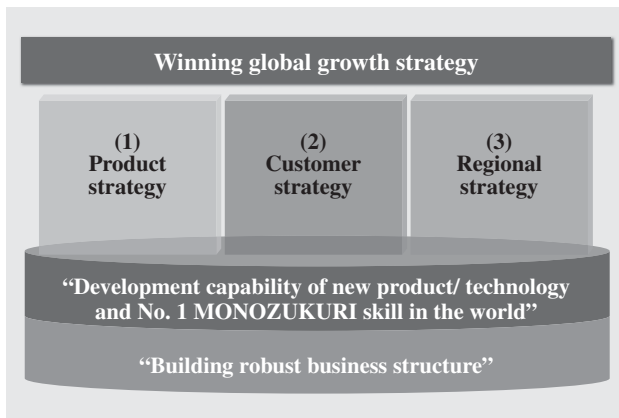 Winning global growth strategy
(1)
Product
strategy
(2)
Customer
strategy
(3)
Regional
strategy
“Development capability of new product/ technology
and No. 1 MONOZUKURI skill in the world”
“Building robust business structure”